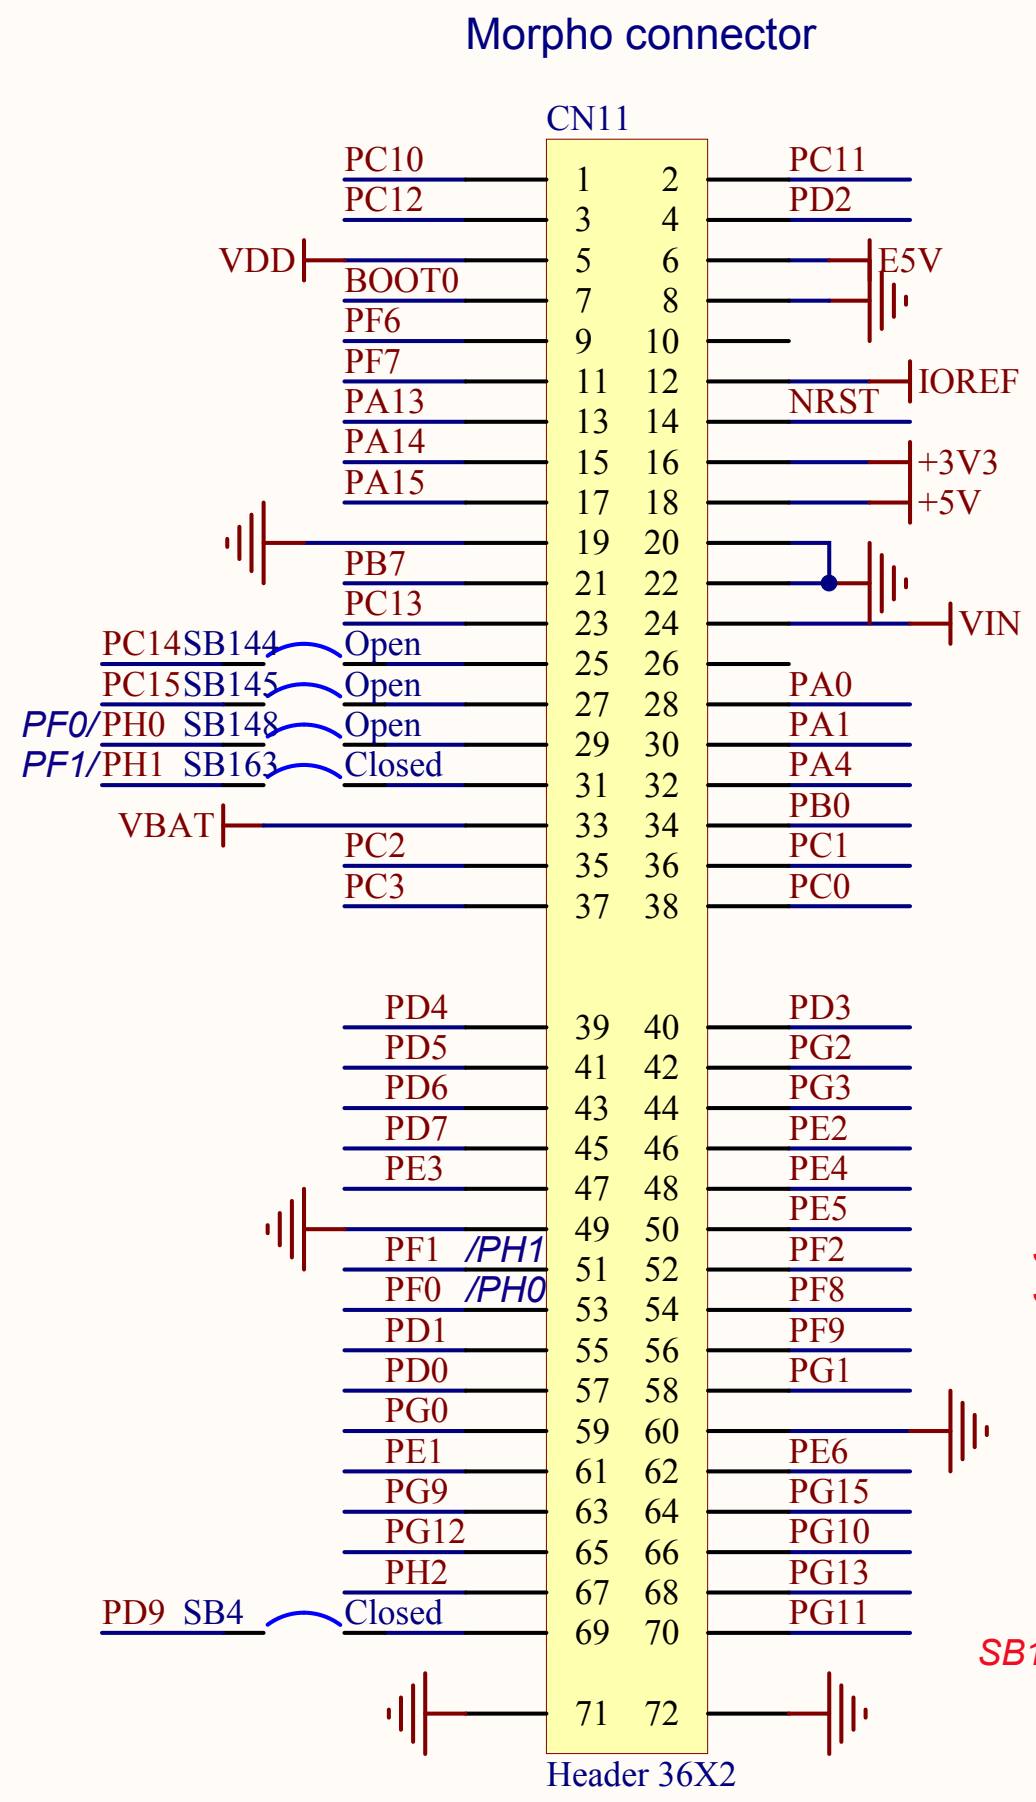 Morpho connector
CN11
PC10 1 2 PC11
PC12 3 4 PD2
VDD 5 6 E5V
BOOT0 7 8
PF6 9 10
PF7 11 12 IOREF
PA13 13 14 NRST
PA14 15 16 +3V3
PA15 17 18 +5V
19 20
PB7 21 22
PC13 23 24 VIN
PC14 SB144 Open 25 26
PC15 SB145 Open 27 28 PA0
PF0/PH0 SB148 Open 29 30 PA1
PF1/PH1 SB163 Closed 31 32 PA4
VBAT 33 34 PB0
PC2 35 36 PC1
PC3 37 38 PC0
PD4 39 40 PD3
PD5 41 42 PG2
PD6 43 44 PG3
PD7 45 46 PE2
PE3 47 48 PE4
49 50 PE5
PF1 /PH1 51 52 PF2
PF0 /PH0 53 54 PF8
PD1 55 56 PF9
PD0 57 58 PG1
PG0 59 60
PE1 61 62 PE6
PG9 63 64 PG15
PG12 65 66 PG10
PH2 67 68 PG13
PD9 SB4 Closed 69 70 PG11
SB1
71 72
Header 36X2